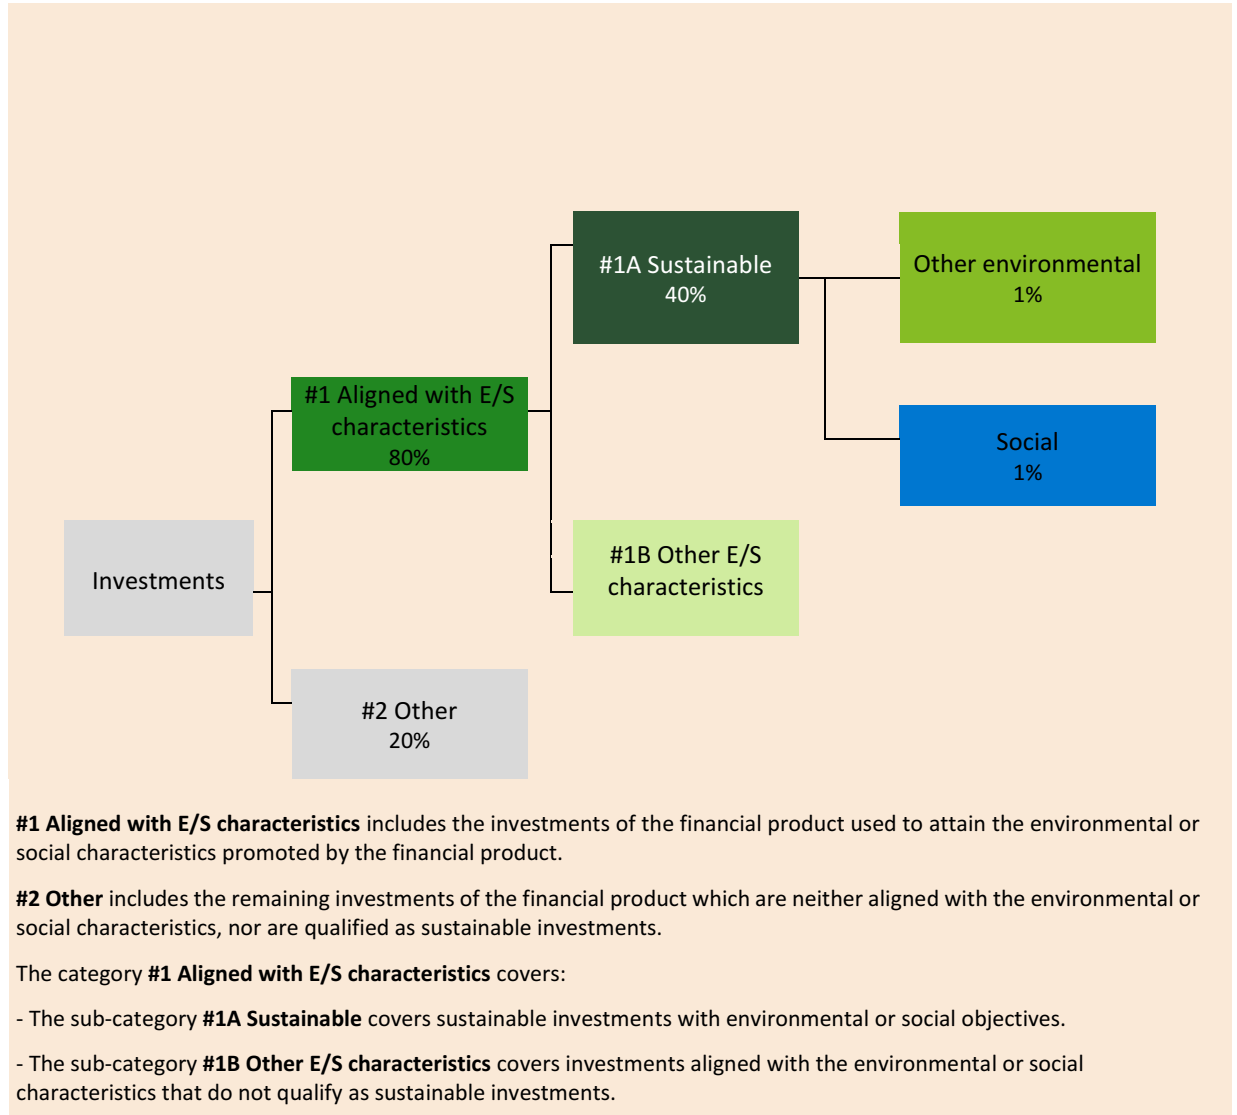 #1A Sustainable
40%
Other environmental
1%
#1 Aligned with E/S
characteristics
80%
Social
1%
Investments
#1B Other E/S
characteristics
#2 Other
20%
#1 Aligned with E/S characteristics includes the investments of the financial product used to attain the environmental or
social characteristics promoted by the financial product.
#2 Other includes the remaining investments of the financial product which are neither aligned with the environmental or
social characteristics, nor are qualified as sustainable investments.
The category #1 Aligned with E/S characteristics covers:
- The sub-category #1A Sustainable covers sustainable investments with environmental or social objectives.
- The sub-category #1B Other E/S characteristics covers investments aligned with the environmental or social
characteristics that do not qualify as sustainable investments.